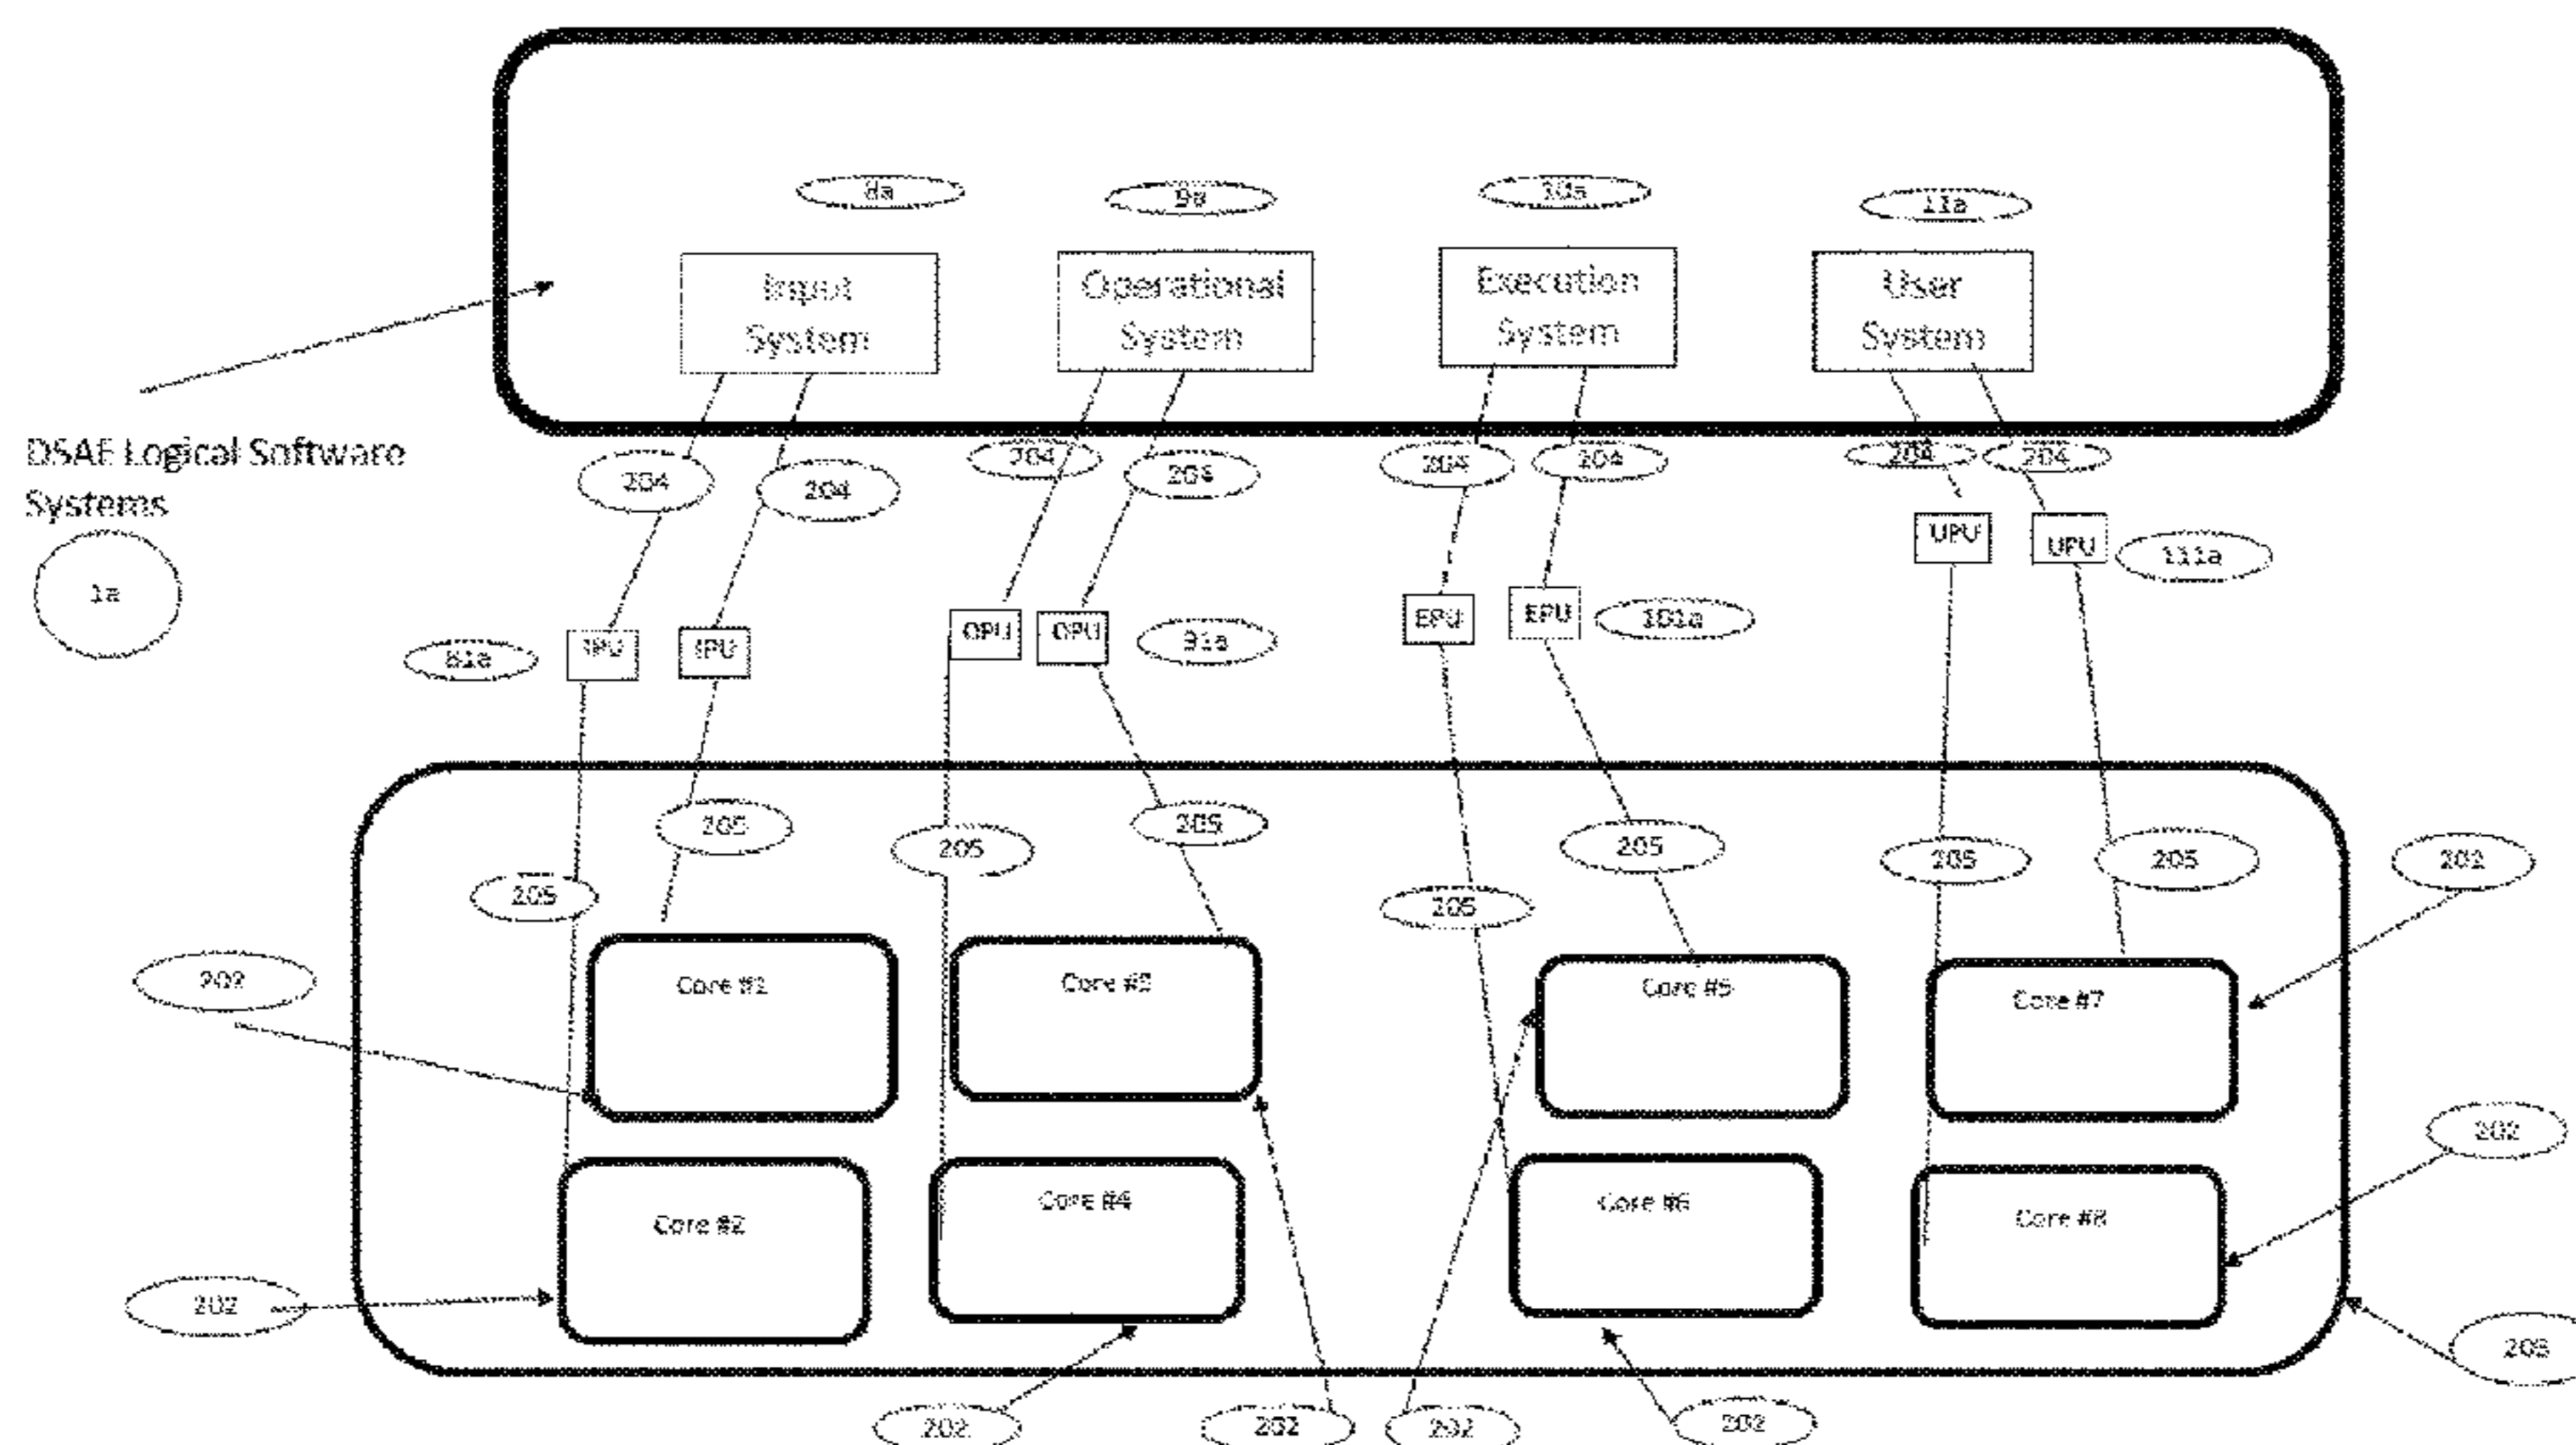 8a
9a
10a
11a
Input
System
Operational
System
Execution
System
User
System
DSAE Logical Software
Systems
1a
204
204
204
204
204
204
204
204
81a
IPU
IPU
OPU
OPU
91a
EPU
EPU
101a
UPU
UPU
111a
205
205
205
205
205
205
205
205
202
202
Core #1
Core #3
Core #5
Core #7
202
Core #2
Core #4
Core #6
Core #8
202
203
202
202
202
202